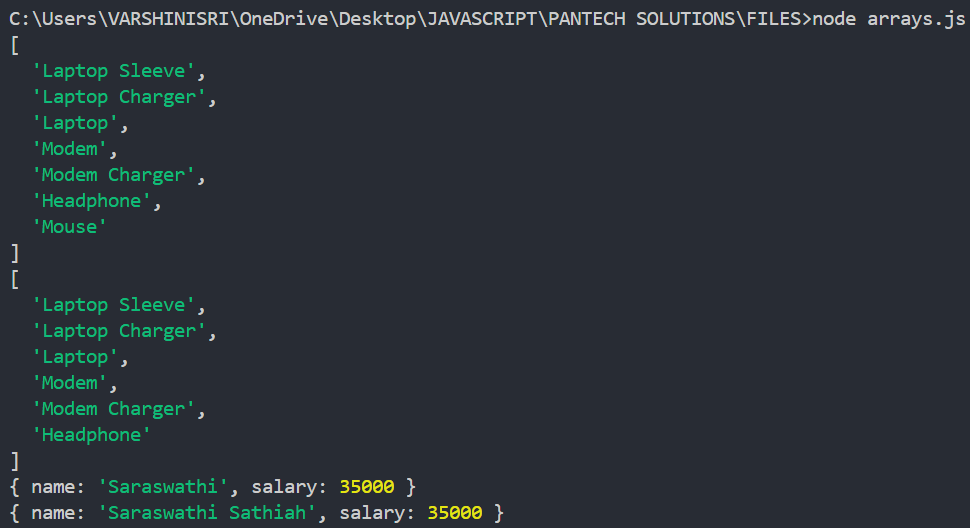 C:\Users\VARSHINISRI\OneDrive\Desktop\JAVASCRIPT\PANTECH SOLUTIONS\FILES>node arrays.js
[
  'Laptop Sleeve',
  'Laptop Charger',
  'Laptop',
  'Modem',
  'Modem Charger',
  'Headphone',
  'Mouse'
]
[
  'Laptop Sleeve',
  'Laptop Charger',
  'Laptop',
  'Modem',
  'Modem Charger',
  'Headphone'
]
{ name: 'Saraswathi', salary: 35000 }
{ name: 'Saraswathi Sathiah', salary: 35000 }